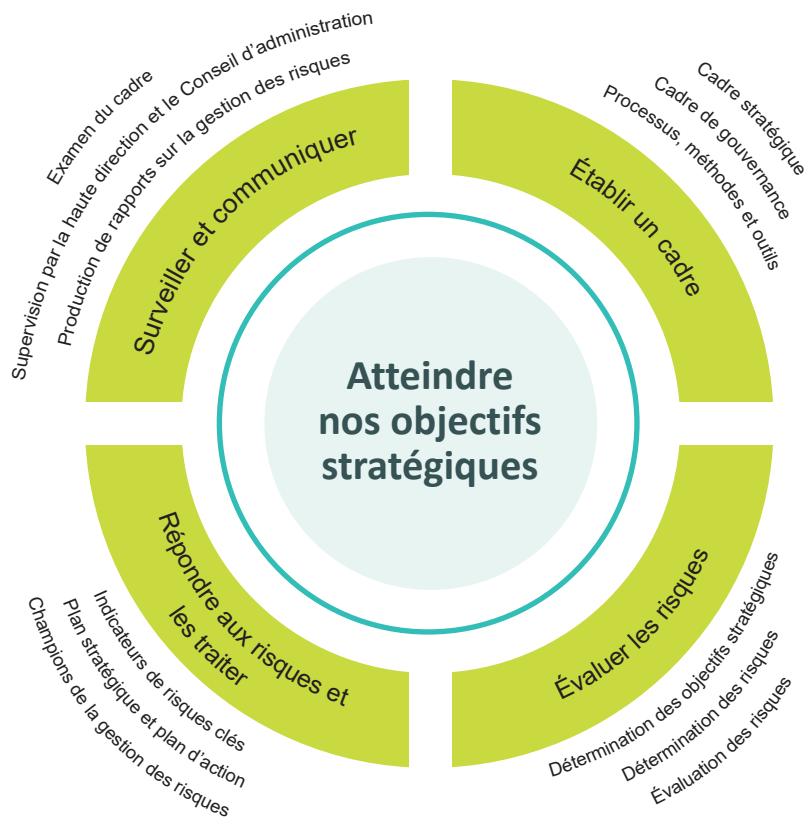 Examen du cadre
Supervision par la haute direction et le Conseil d'administration
Production de rapports sur la gestion des risques
Surveiller et communiquer
Cadre stratégique
Cadre de gouvernance
Processus, méthodes et outils
Établir un cadre
Atteindre
nos objectifs
stratégiques
Évaluer les risques
Détermination des objectifs stratégiques
Détermination des risques
Évaluation des risques
Répondre aux risques et
les traiter
Indicateurs de risques clés
Plan stratégique et plan d'action
Champions de la gestion des risques